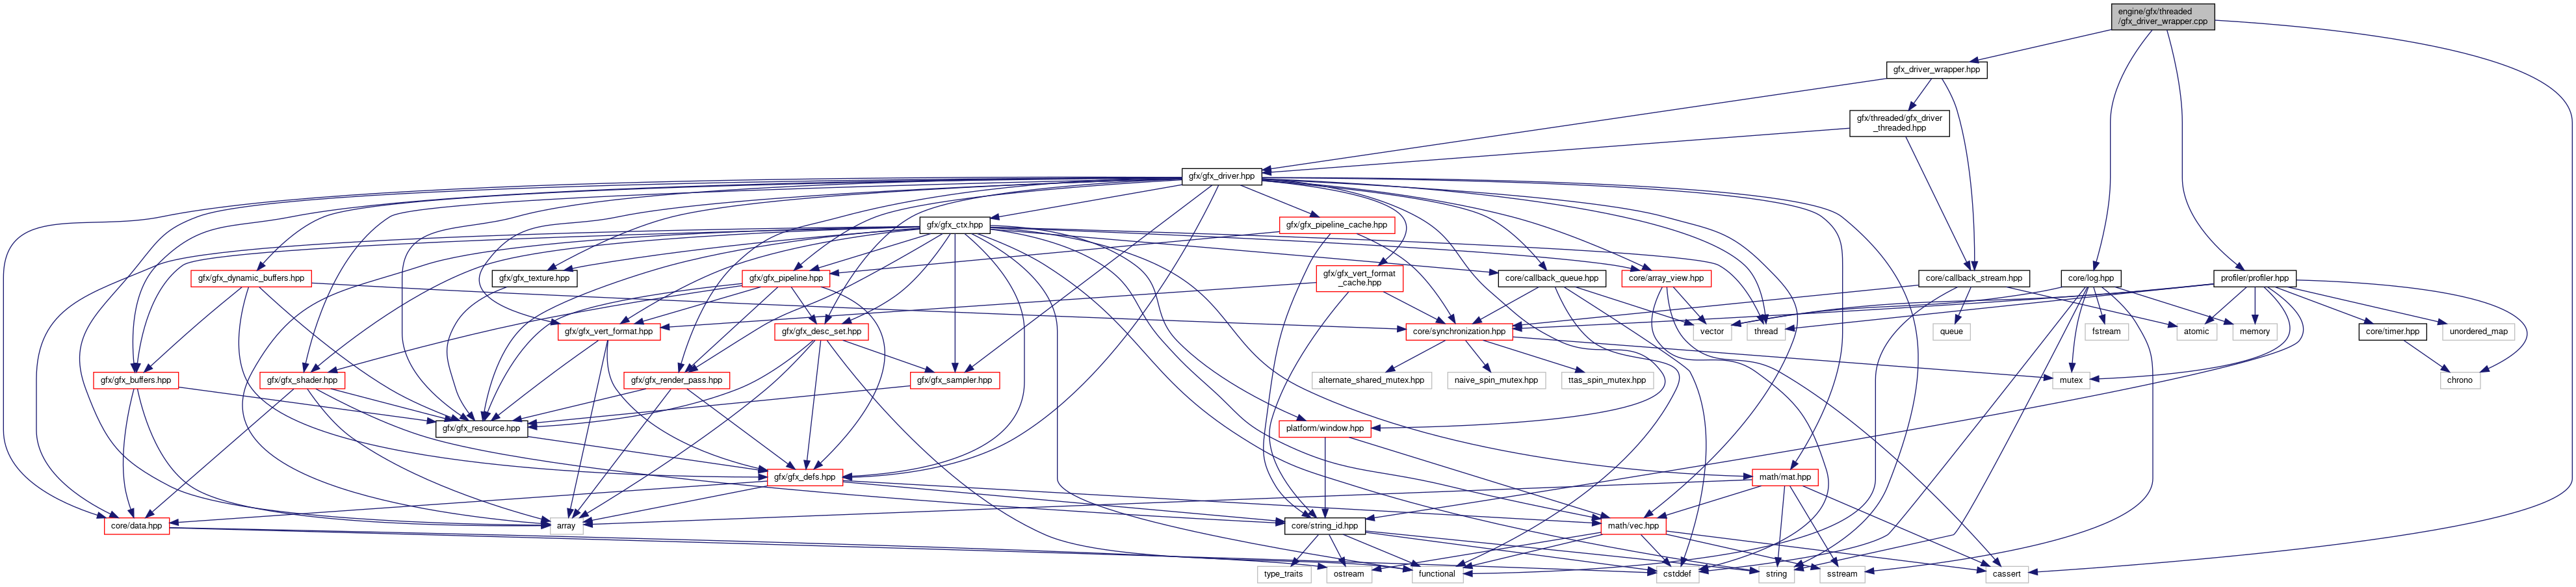 engine/gfx/threaded
/gfx_driver_wrapper.cpp
gfx_driver_wrapper.hpp
gfx/threaded/gfx_driver
_threaded.hpp
gfx/gfx_driver.hpp
gfx/gfx_ctx.hpp
gfx/gfx_pipeline_cache.hpp
gfx/gfx_dynamic_buffers.hpp
gfx/gfx_texture.hpp
gfx/gfx_pipeline.hpp
gfx/gfx_vert_format
_cache.hpp
core/callback_queue.hpp
core/array_view.hpp
core/callback_stream.hpp
core/log.hpp
profiler/profiler.hpp
gfx/gfx_vert_format.hpp
gfx/gfx_desc_set.hpp
core/synchronization.hpp
vector
thread
queue
fstream
atomic
memory
core/timer.hpp
unordered_map
gfx/gfx_buffers.hpp
gfx/gfx_shader.hpp
gfx/gfx_render_pass.hpp
gfx/gfx_sampler.hpp
alternate_shared_mutex.hpp
naive_spin_mutex.hpp
ttas_spin_mutex.hpp
mutex
chrono
gfx/gfx_resource.hpp
platform/window.hpp
gfx/gfx_defs.hpp
math/mat.hpp
core/data.hpp
array
core/string_id.hpp
math/vec.hpp
type_traits
ostream
functional
cstddef
string
sstream
cassert